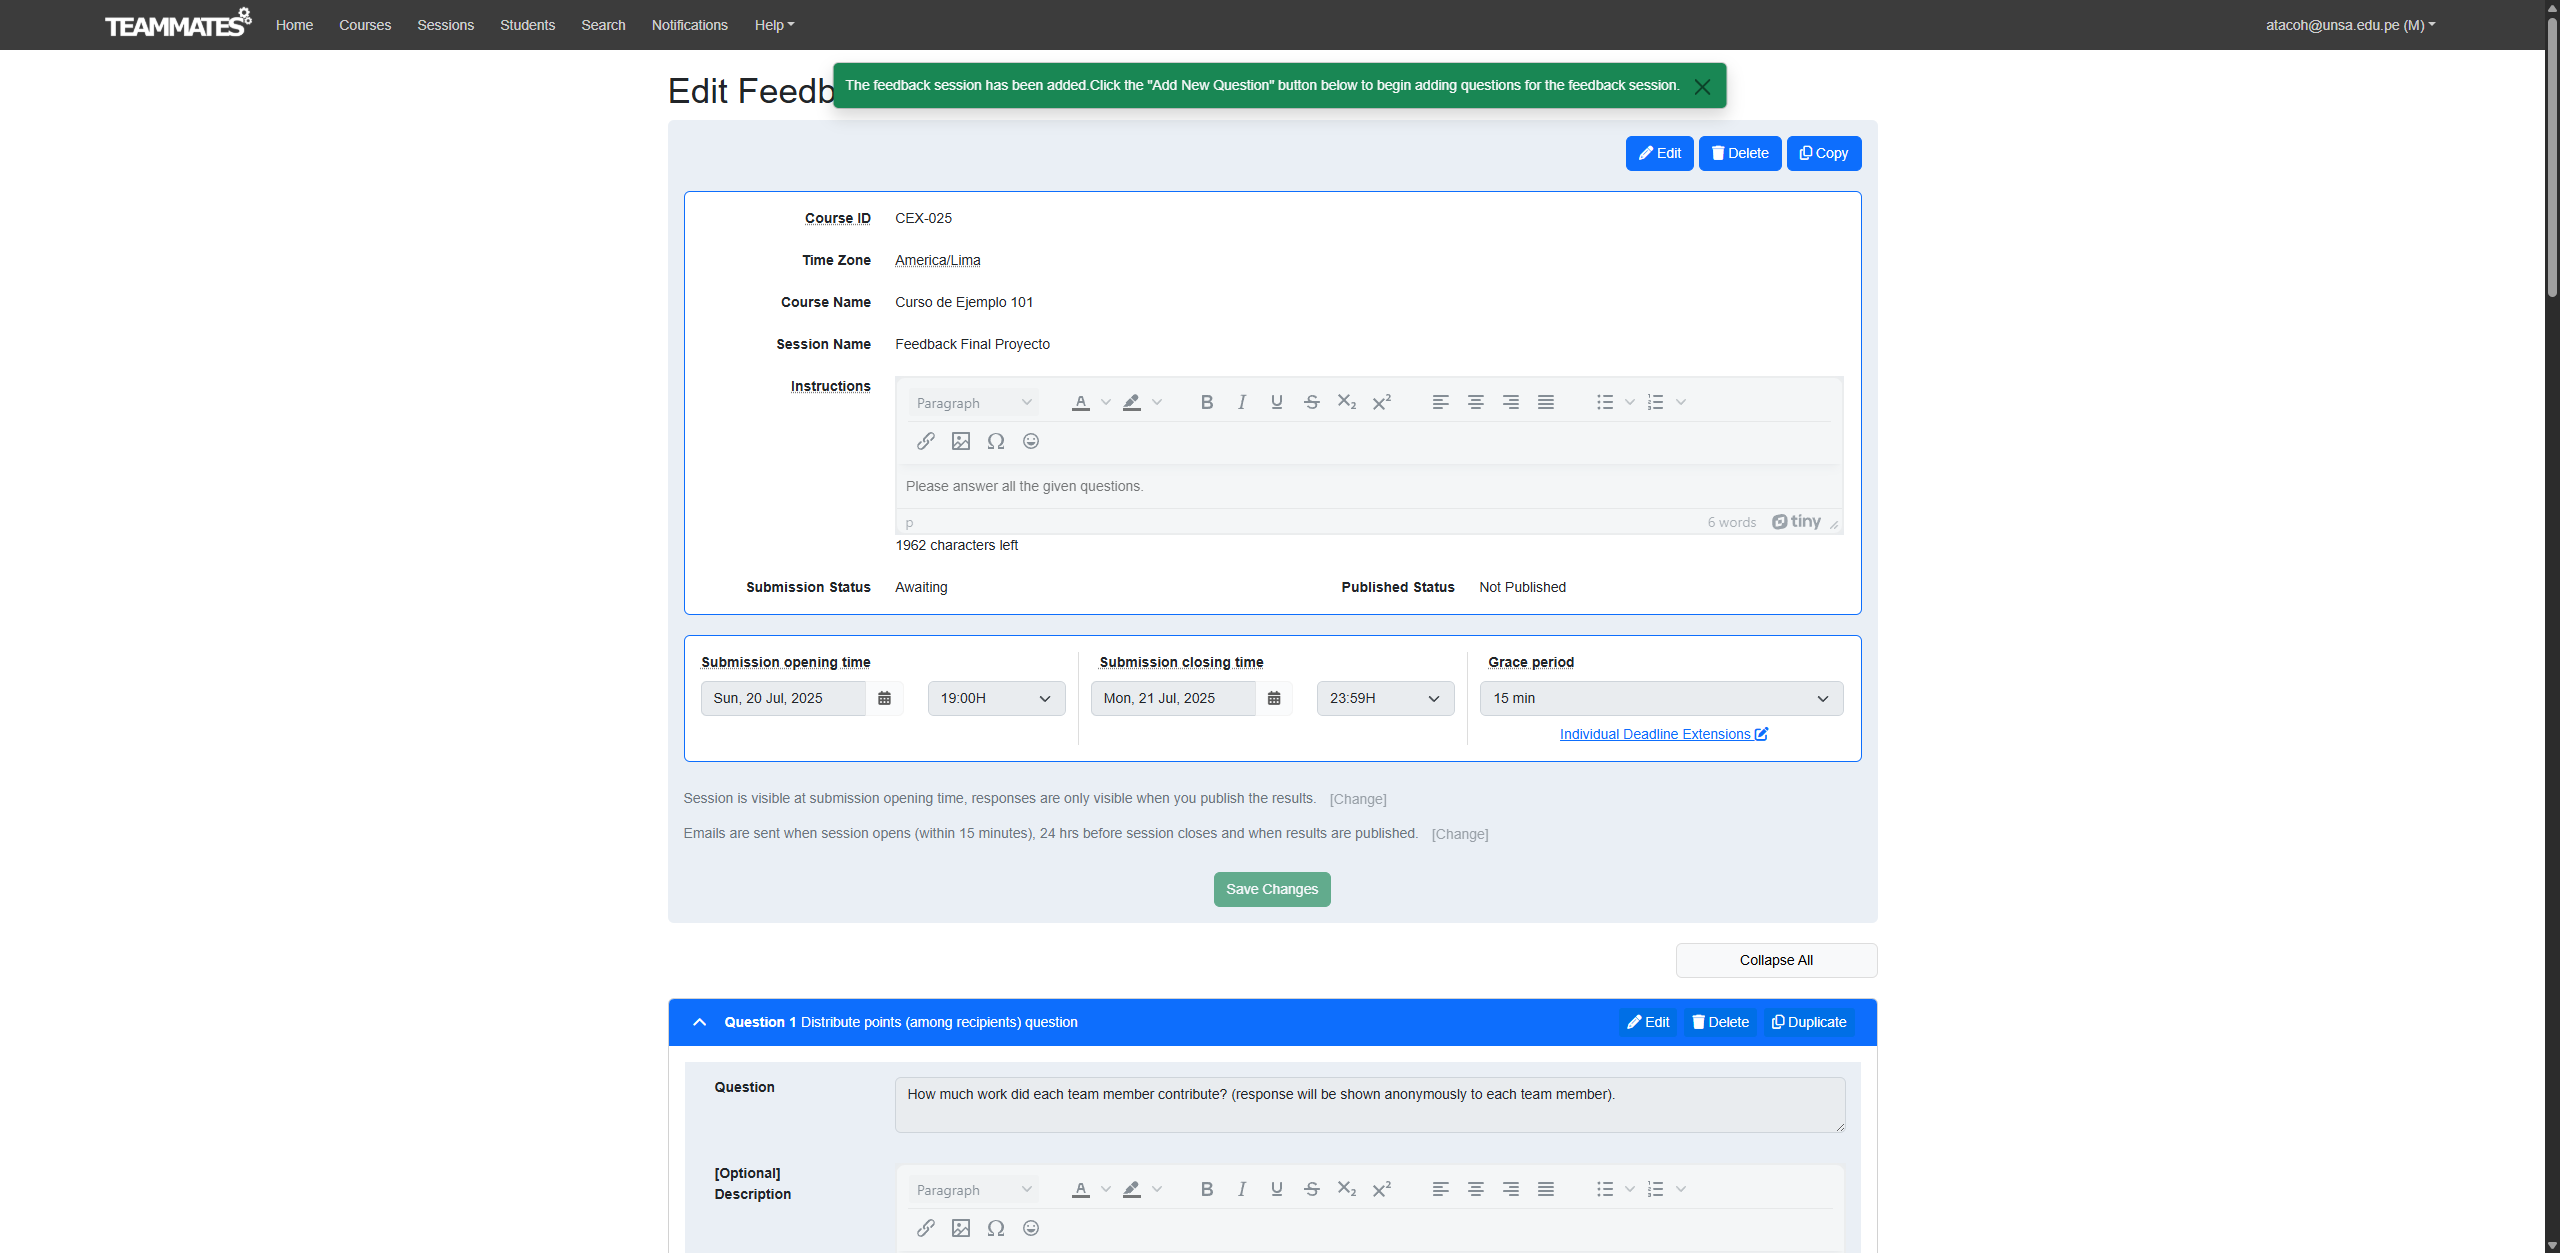 TEAMMATES Home Courses Sessions Students Search Notifications Help atacoh@unsa.edu.pe (M)
Edit Feedb
The feedback session has been added.Click the "Add New Question" button below to begin adding questions for the feedback session.
Edit Delete Copy
Course ID CEX-025
Time Zone America/Lima
Course Name Curso de Ejemplo 101
Session Name Feedback Final Proyecto
Instructions
Paragraph
Please answer all the given questions.
p 6 words tiny
1962 characters left
Submission Status Awaiting Published Status Not Published
Submission opening time Submission closing time Grace period
Sun, 20 Jul, 2025 19:00H Mon, 21 Jul, 2025 23:59H 15 min
Individual Deadline Extensions
Session is visible at submission opening time, responses are only visible when you publish the results. [Change]
Emails are sent when session opens (within 15 minutes), 24 hrs before session closes and when results are published. [Change]
Save Changes
Collapse All
Question 1 Distribute points (among recipients) question Edit Delete Duplicate
Question How much work did each team member contribute? (response will be shown anonymously to each team member).
[Optional]
Description
Paragraph